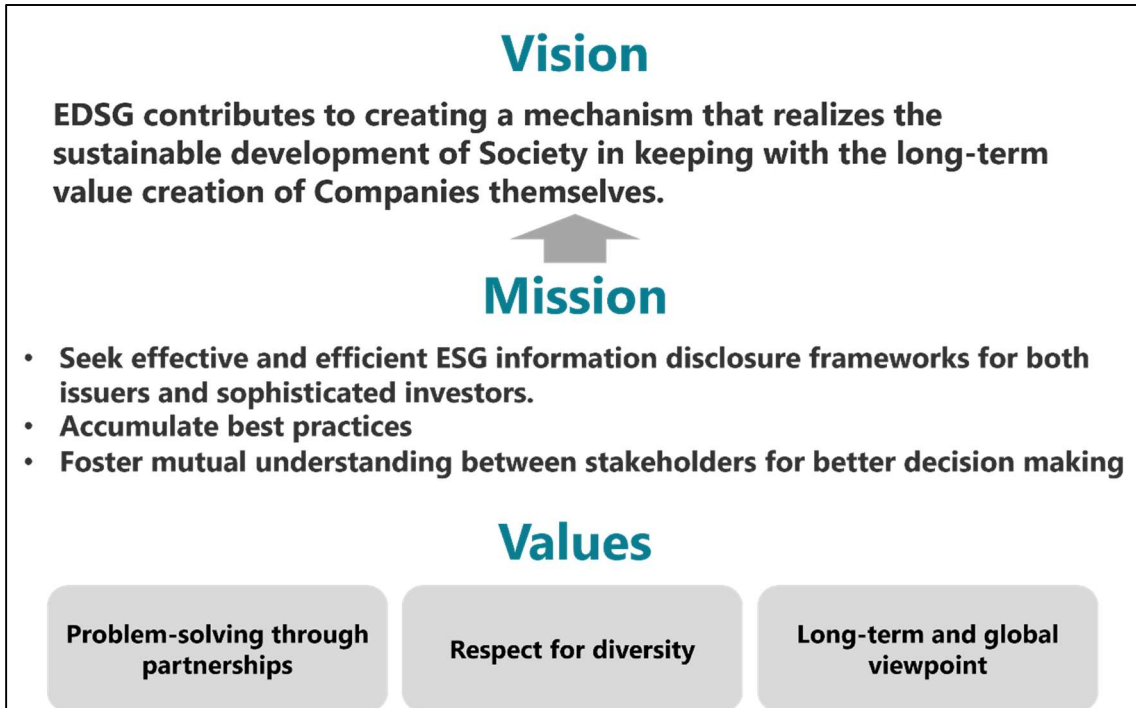 Vision
EDSG contributes to creating a mechanism that realizes the
sustainable development of Society in keeping with the long-term
value creation of Companies themselves.
Mission
• Seek effective and efficient ESG information disclosure frameworks for both
issuers and sophisticated investors.
• Accumulate best practices
• Foster mutual understanding between stakeholders for better decision making
Values
Problem-solving through
partnerships
Respect for diversity
Long-term and global
viewpoint